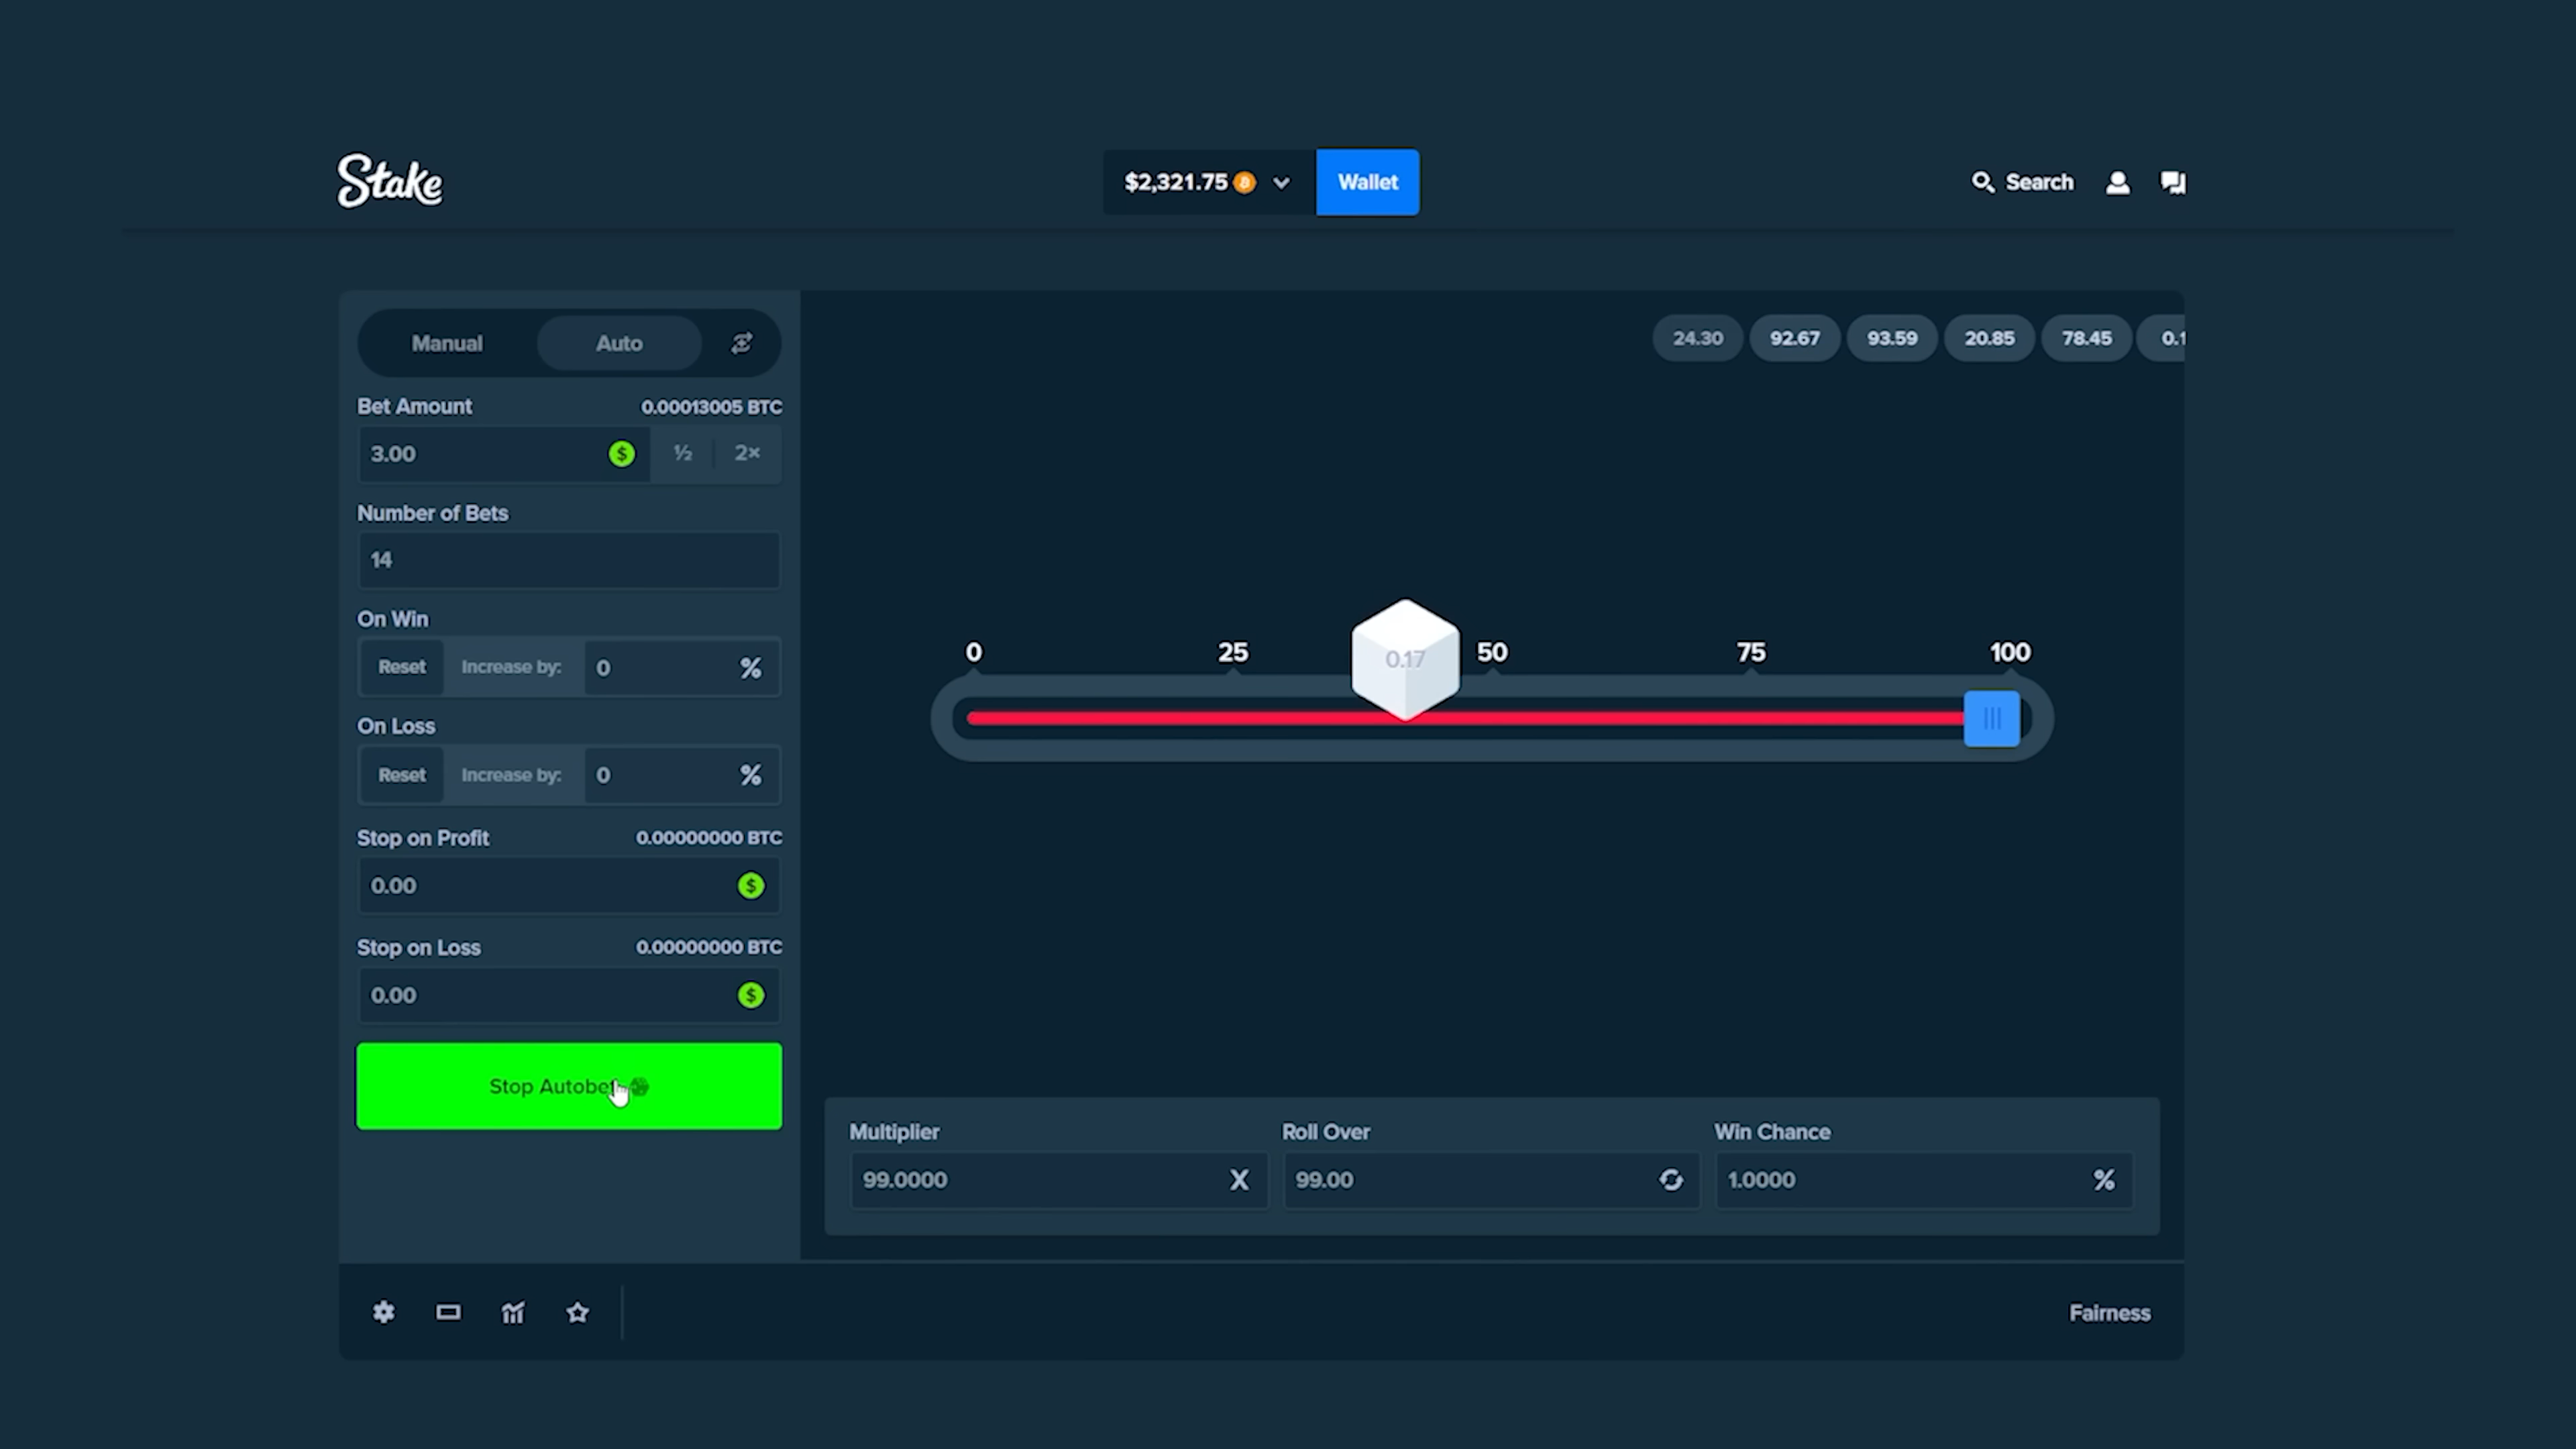 Stake
$2,321.75
Wallet
Search
Manual
Auto
24.30
92.67
93.59
20.85
78.45
Bet Amount
0.00013005 BTC
3.00
$
½
2×
Number of Bets
14
On Win
Reset
Increase by:
0
%
0
25
50
75
100
0.17
On Loss
Reset
Increase by:
0
%
Stop on Profit
0.00000000 BTC
0.00
$
Stop on Loss
0.00000000 BTC
0.00
$
Stop Autobet
Multiplier
99.0000
X
Roll Over
99.00
Win Chance
1.0000
%
Fairness